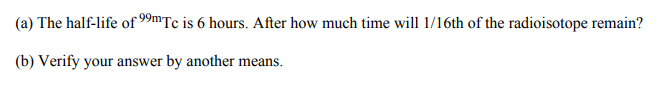 (a) The half-life of ⁹⁹ᵐTc is 6 hours. After how much time will 1/16th of the radioisotope remain?
(b) Verify your answer by another means.